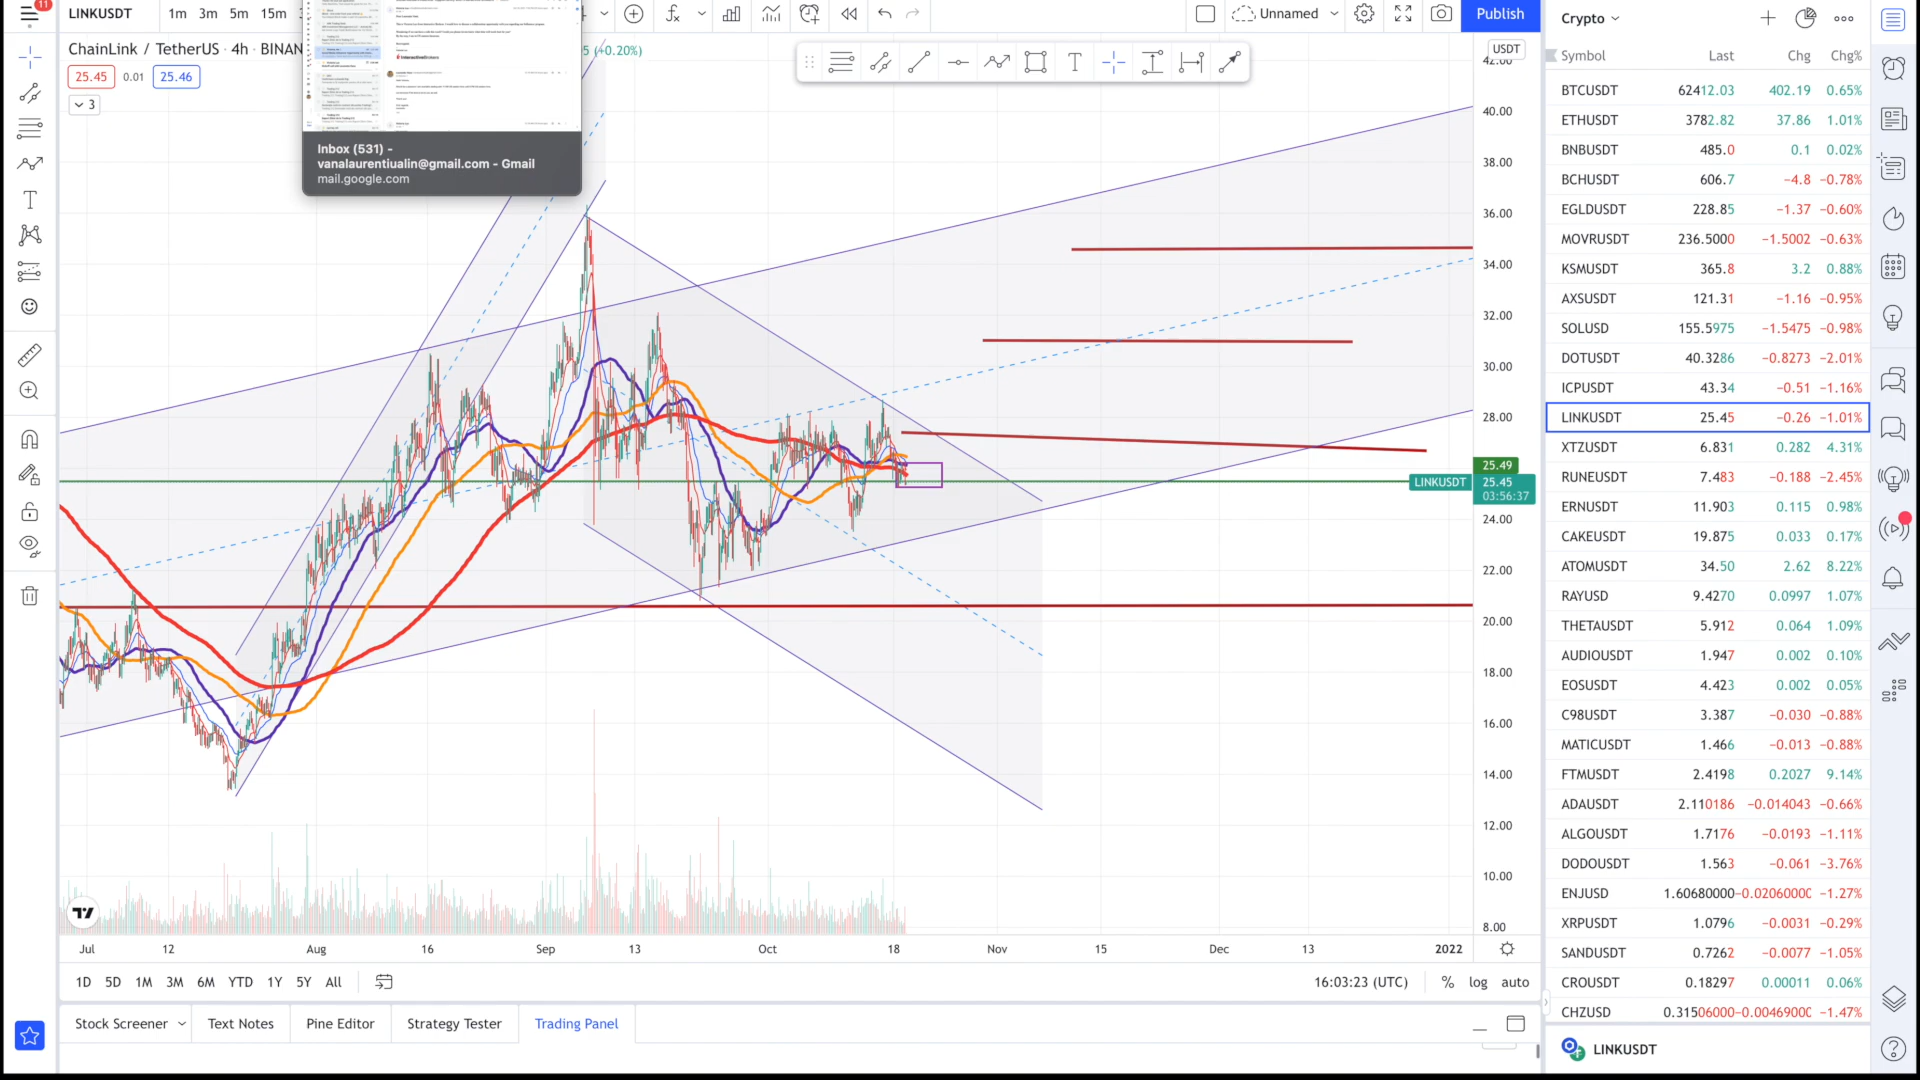 11
LINKUSDT
1m 3m 5m 15m
Unnamed
Publish
ChainLink / TetherUS · 4h · BINAN
5 (+0.20%)
25.45 0.01 25.46
3
Inbox (531) -
vanalaurentiualin@gmail.com - Gmail
mail.google.com
USDT
42.00
40.00
38.00
36.00
34.00
32.00
30.00
28.00
25.49
LINKUSDT 25.45
03:56:37
24.00
22.00
20.00
18.00
16.00
14.00
12.00
10.00
8.00
Jul 12 Aug 16 Sep 13 Oct 18 Nov 15 Dec 13 2022
1D 5D 1M 3M 6M YTD 1Y 5Y All
16:03:23 (UTC) % log auto
Stock Screener Text Notes Pine Editor Strategy Tester Trading Panel
Crypto
Symbol Last Chg Chg%
BTCUSDT 62412.03 402.19 0.65%
ETHUSDT 3782.82 37.86 1.01%
BNBUSDT 485.0 0.1 0.02%
BCHUSDT 606.7 −4.8 −0.78%
EGLDUSDT 228.85 −1.37 −0.60%
MOVRUSDT 236.5000 −1.5002 −0.63%
KSMUSDT 365.8 3.2 0.88%
AXSUSDT 121.31 −1.16 −0.95%
SOLUSD 155.5975 −1.5475 −0.98%
DOTUSDT 40.3286 −0.8273 −2.01%
ICPUSDT 43.34 −0.51 −1.16%
LINKUSDT 25.45 −0.26 −1.01%
XTZUSDT 6.831 0.282 4.31%
RUNEUSDT 7.483 −0.188 −2.45%
ERNUSDT 11.903 0.115 0.98%
CAKEUSDT 19.875 0.033 0.17%
ATOMUSDT 34.50 2.62 8.22%
RAYUSD 9.4270 0.0997 1.07%
THETAUSDT 5.912 0.064 1.09%
AUDIOUSDT 1.947 0.002 0.10%
EOSUSDT 4.423 0.002 0.05%
C98USDT 3.387 −0.030 −0.88%
MATICUSDT 1.466 −0.013 −0.88%
FTMUSDT 2.4198 0.2027 9.14%
ADAUSDT 2.110186 −0.014043 −0.66%
ALGOUSDT 1.7176 −0.0193 −1.11%
DODOUSDT 1.563 −0.061 −3.76%
ENJUSD 1.60680000 −0.0206000 −1.27%
XRPUSDT 1.0796 −0.0031 −0.29%
SANDUSDT 0.7262 −0.0077 −1.05%
CROUSDT 0.18297 0.00011 0.06%
CHZUSD 0.31506000 −0.00469000 −1.47%
LINKUSDT